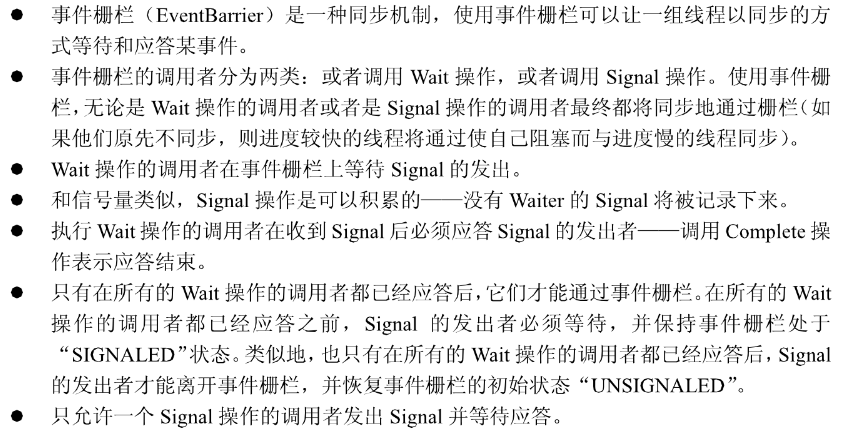 ● 事件栅栏（EventBarrier）是一种同步机制，使用事件栅栏可以让一组线程以同步的方
式等待和应答某事件。
● 事件栅栏的调用者分为两类：或者调用 Wait 操作，或者调用 Signal 操作。使用事件栅
栏，无论是 Wait 操作的调用者或者是 Signal 操作的调用者最终都将同步地通过栅栏（如
果他们原先不同步，则进度较快的线程将通过使自己阻塞而与进度慢的线程同步）。
● Wait 操作的调用者在事件栅栏上等待 Signal 的发出。
● 和信号量类似，Signal 操作是可以积累的——没有 Waiter 的 Signal 将被记录下来。
● 执行 Wait 操作的调用者在收到 Signal 后必须应答 Signal 的发出者——调用 Complete 操
作表示应答结束。
● 只有在所有的 Wait 操作的调用者都已经应答后，它们才能通过事件栅栏。在所有的 Wait
操作的调用者都已经应答之前，Signal 的发出者必须等待，并保持事件栅栏处于
“SIGNALED”状态。类似地，也只有在所有的 Wait 操作的调用者都已经应答后，Signal
的发出者才能离开事件栅栏，并恢复事件栅栏的初始状态“UNSIGNALED”。
● 只允许一个 Signal 操作的调用者发出 Signal 并等待应答。